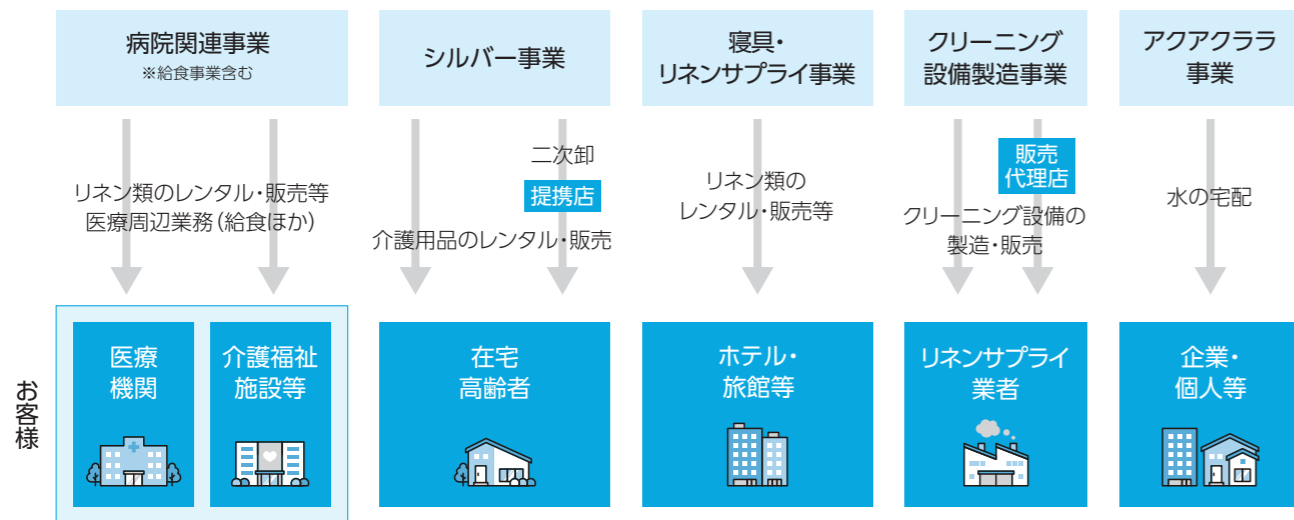 病院関連事業
※給食事業含む
シルバー事業
寝具・
リネンサプライ事業
クリーニング
設備製造事業
アクアクララ
事業
リネン類のレンタル・販売等
医療周辺業務(給食ほか)
二次卸
提携店
介護用品のレンタル・販売
リネン類の
レンタル・販売等
販売
代理店
クリーニング設備の
製造・販売
水の宅配
お客様
医療
機関
介護福祉
施設等
在宅
高齢者
ホテル・
旅館等
リネンサプライ
業者
企業・
個人等